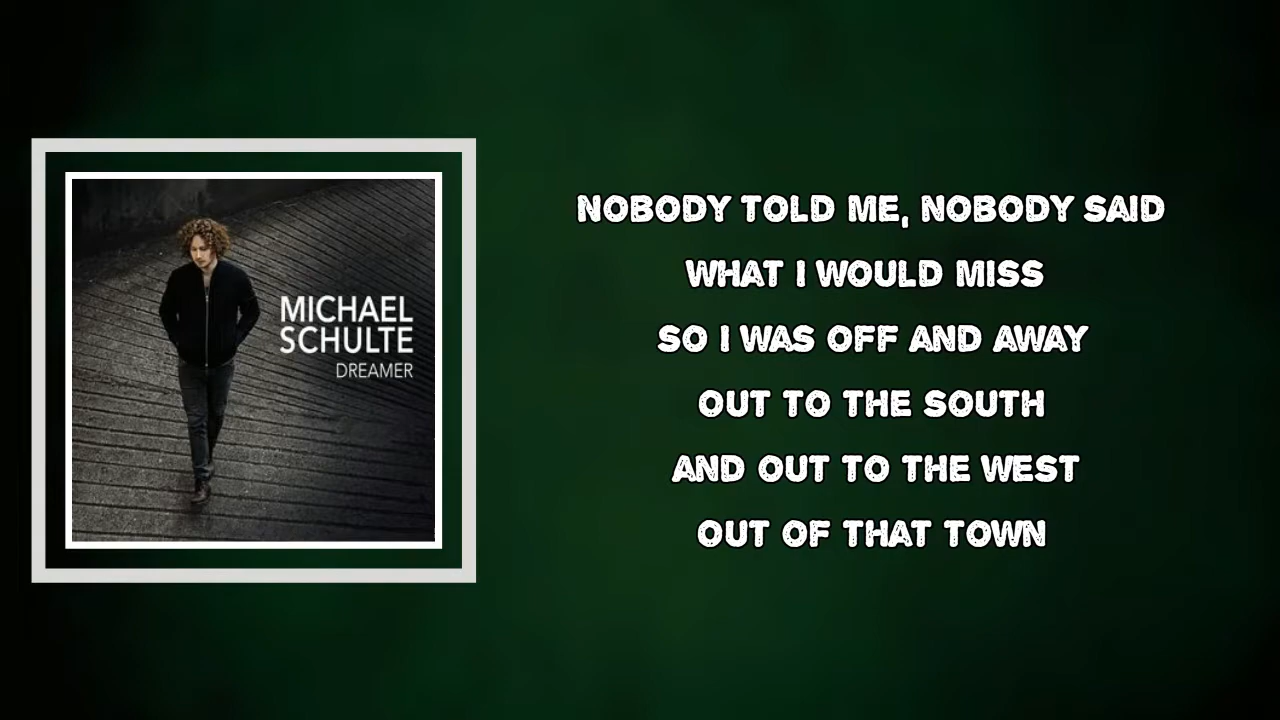 MICHAEL
SCHULTE
DREAMER
NOBODY TOLD ME, NOBODY SAID
WHAT I WOULD MISS
SO I WAS OFF AND AWAY
OUT TO THE SOUTH
AND OUT TO THE WEST
OUT OF THAT TOWN